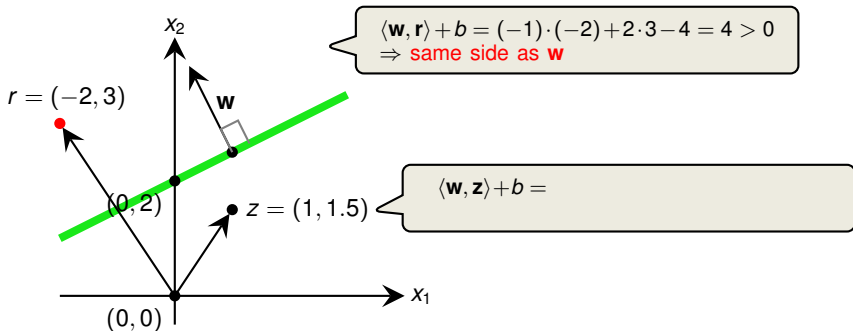 x₂
⟨w, r⟩+b = (−1)·(−2)+2·3−4 = 4 > 0
⇒ same side as w
r = (−2,3)
w
(0,2)
z = (1,1.5)
⟨w, z⟩+b =
x₁
(0,0)